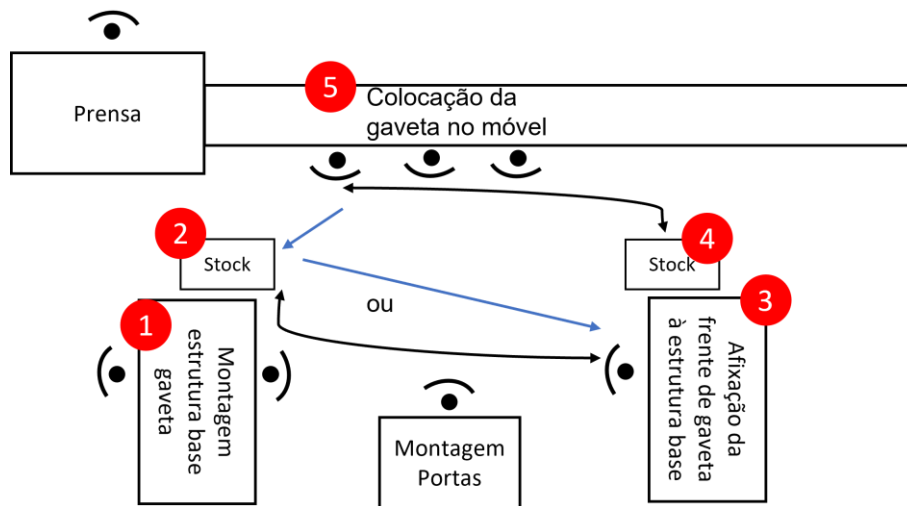 Prensa
5
Colocação da
gaveta no móvel
2
Stock
4
Stock
ou
1
Montagem
estrutura base
gaveta
3
Afixação da
frente de gaveta
à estrutura base
Montagem
Portas